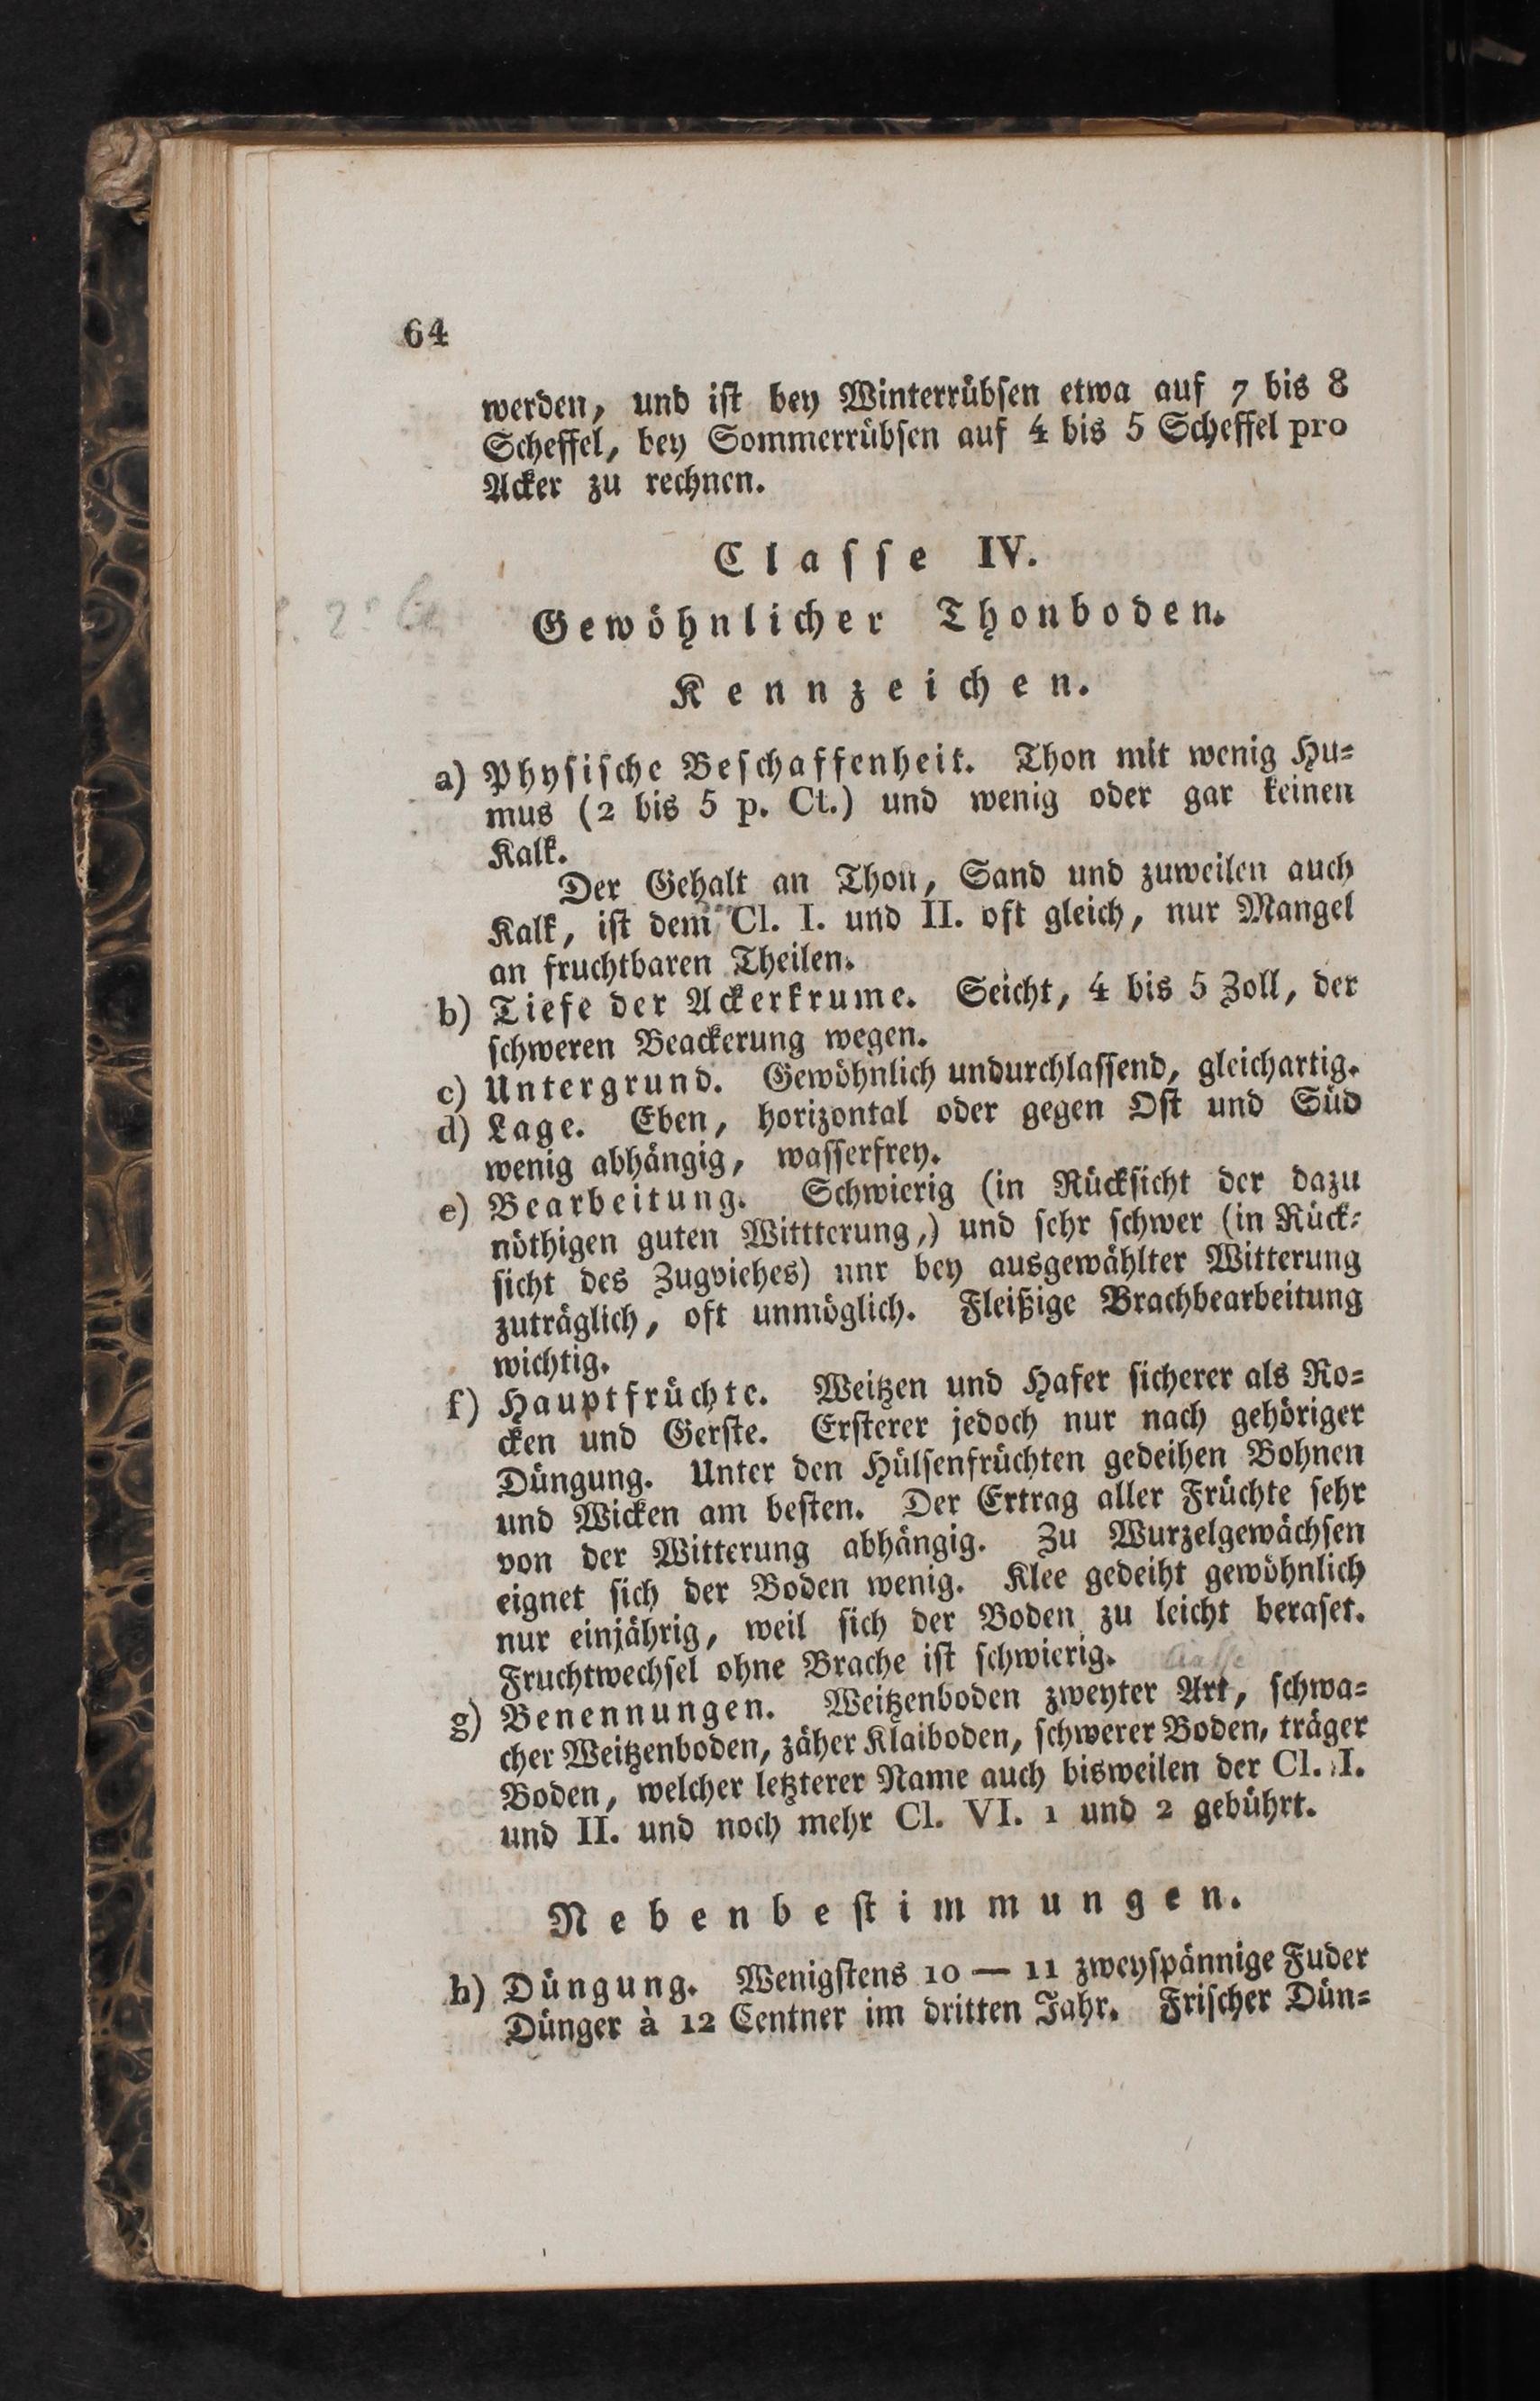 64
werden, und ist bey Winterrübsen etwa auf 7 bis 8
Scheffel, bey Sommerrübsen auf 4 bis 5 Scheffel pro
Acker zu rechnen.
Classe IV.
Gewöhnlicher Thonboden.
Kennzeichen.
a) Physische Beschaffenheit. Thon mit wenig Hu-
mus (2 bis 5 p. Ct.) und wenig oder gar keinen
Kalk.
Der Gehalt an Thon, Sand und zuweilen auch
Kalk, ist dem Cl. I. und II. oft gleich, nur Mangel
an fruchtbaren Theilen.
b) Tiefe der Ackerkrume. Seicht, 4 bis 5 Zoll, der
schweren Beackerung wegen.
c) Untergrund. Gewöhnlich undurchlassend, gleichartig.
d) Lage. Eben, horizontal oder gegen Ost und Süd
wenig abhängig, wasserfrey.
e) Bearbeitung. Schwierig (in Rücksicht der dazu
nöthigen guten Wittterung,) und sehr schwer (in Rück-
sicht des Zugviehes) nnr bey ausgewählter Witterung
zuträglich, oft unmöglich. Fleißige Brachbearbeitung
wichtig.
f) Hauptfrüchte. Weitzen und Hafer sicherer als Ro-
cken und Gerste. Ersterer jedoch nur nach gehöriger
Düngung. Unter den Hülsenfrüchten gedeihen Bohnen
und Wicken am besten. Der Ertrag aller Früchte sehr
von der Witterung abhängig. Zu Wurzelgewächsen
eignet sich der Boden wenig. Klee gedeiht gewöhnlich
nur einjährig, weil sich der Boden zu leicht beraset.
Fruchtwechsel ohne Brache ist schwierig.
g) Benennungen. Weitzenboden zweyter Art, schwa-
cher Weitzenboden, zäher Klaiboden, schwerer Boden, träger
Boden, welcher letzterer Name auch bisweilen der Cl. I.
und II. und noch mehr Cl. VI. 1 und 2 gebührt.
Nebenbestimmungen.
h) Düngung. Wenigstens 10 — 11 zweyspännige Fuder
Dünger à 12 Centner im dritten Jahr. Frischer Dün-